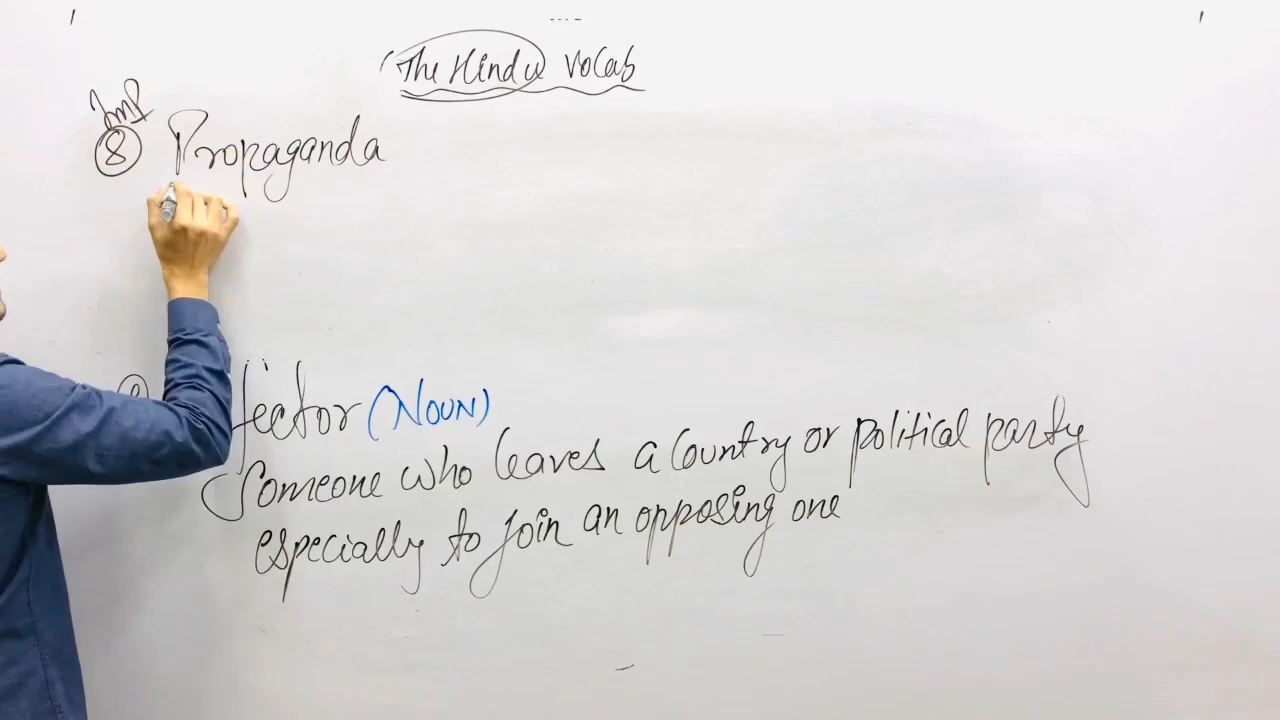 The Hindu Vocab
Imp
8 Propaganda
fector (NOUN)
Someone who leaves a country or political party
especially to join an opposing one